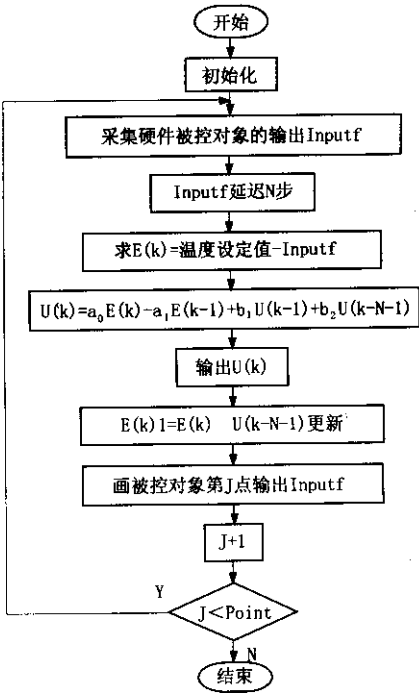 开始
初始化
采集硬件被控对象的输出Inputf
Inputf延迟N步
求E(k)=温度设定值-Inputf
U(k)=a₀E(k)-a₁E(k-1)+b₁U(k-1)+b₂U(k-N-1)
输出U(k)
E(k)1=E(k) U(k-N-1)更新
画被控对象第J点输出Inputf
J+1
Y
J<Point
N
结束